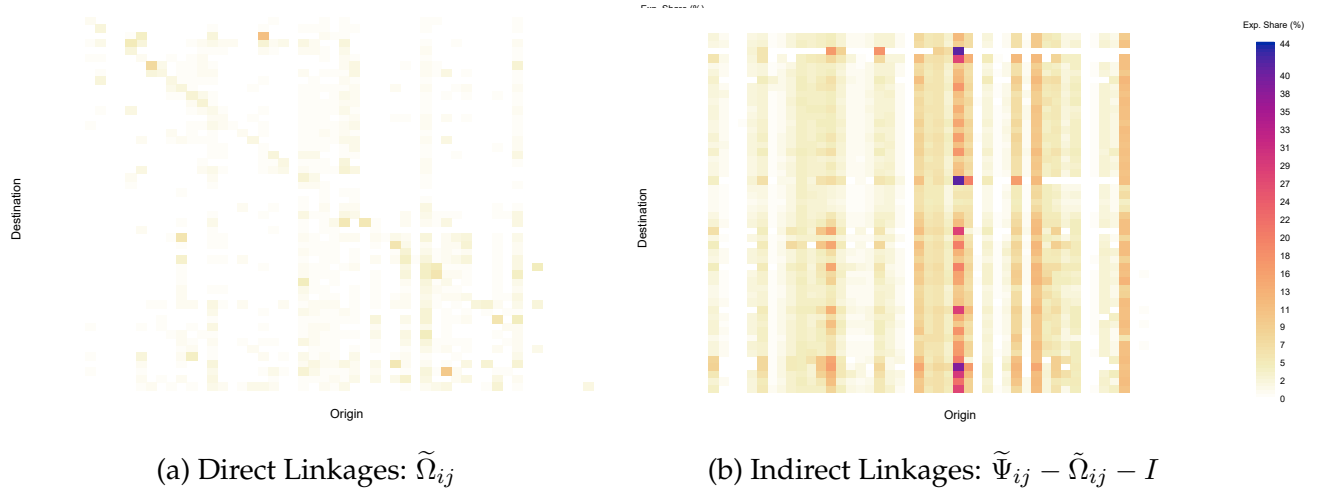 Exp. Share (%)
Exp. Share (%)
44
40
38
36
33
31
29
27
24
22
20
18
16
13
11
9
7
5
2
0
Destination
Destination
Origin
Origin
(a) Direct Linkages: Ω̃ᵢⱼ
(b) Indirect Linkages: Ψ̃ᵢⱼ − Ω̃ᵢⱼ − I